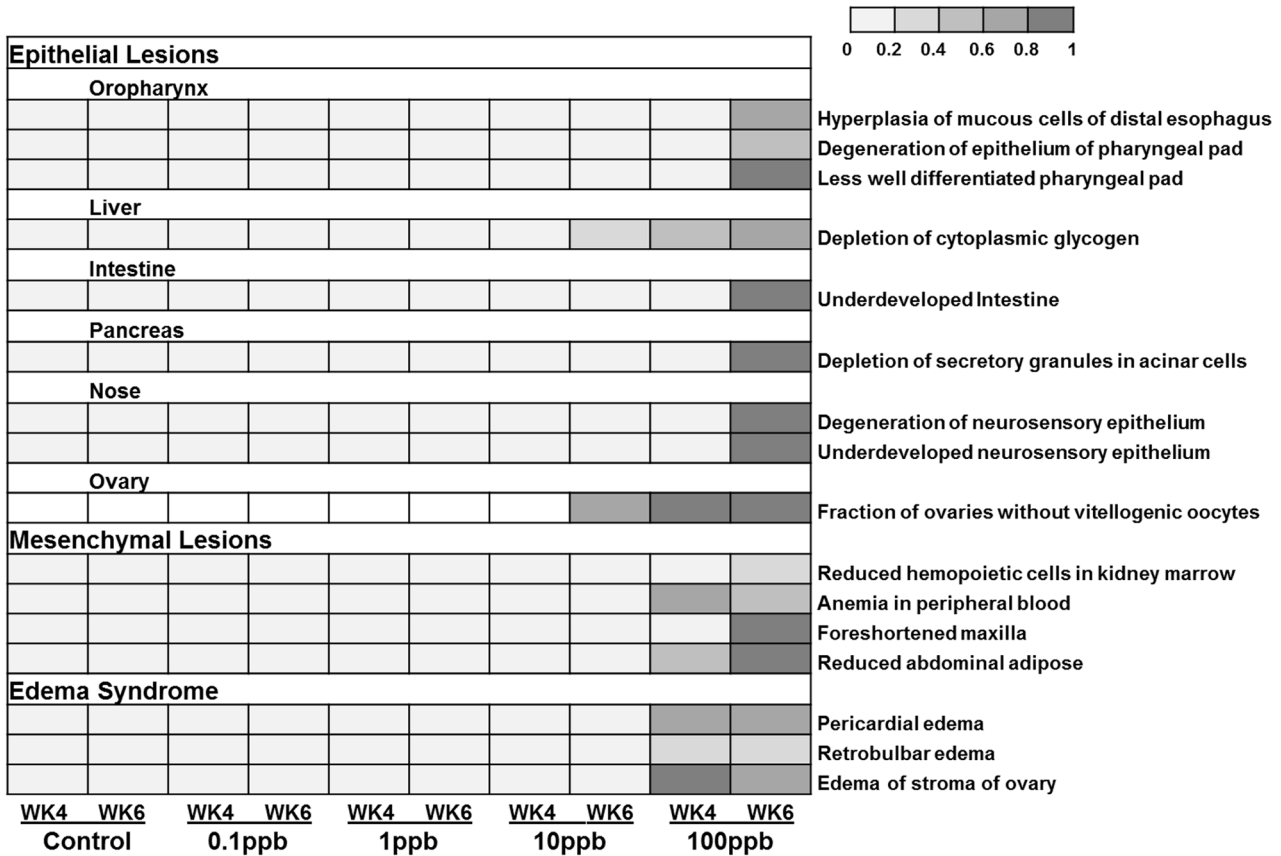 0 0.2 0.4 0.6 0.8 1
Epithelial Lesions
Oropharynx
Hyperplasia of mucous cells of distal esophagus
Degeneration of epithelium of pharyngeal pad
Less well differentiated pharyngeal pad
Liver
Depletion of cytoplasmic glycogen
Intestine
Underdeveloped Intestine
Pancreas
Depletion of secretory granules in acinar cells
Nose
Degeneration of neurosensory epithelium
Underdeveloped neurosensory epithelium
Ovary
Fraction of ovaries without vitellogenic oocytes
Mesenchymal Lesions
Reduced hemopoietic cells in kidney marrow
Anemia in peripheral blood
Foreshortened maxilla
Reduced abdominal adipose
Edema Syndrome
Pericardial edema
Retrobulbar edema
Edema of stroma of ovary
WK4 WK6 WK4 WK6 WK4 WK6 WK4 WK6 WK4 WK6
Control 0.1ppb 1ppb 10ppb 100ppb